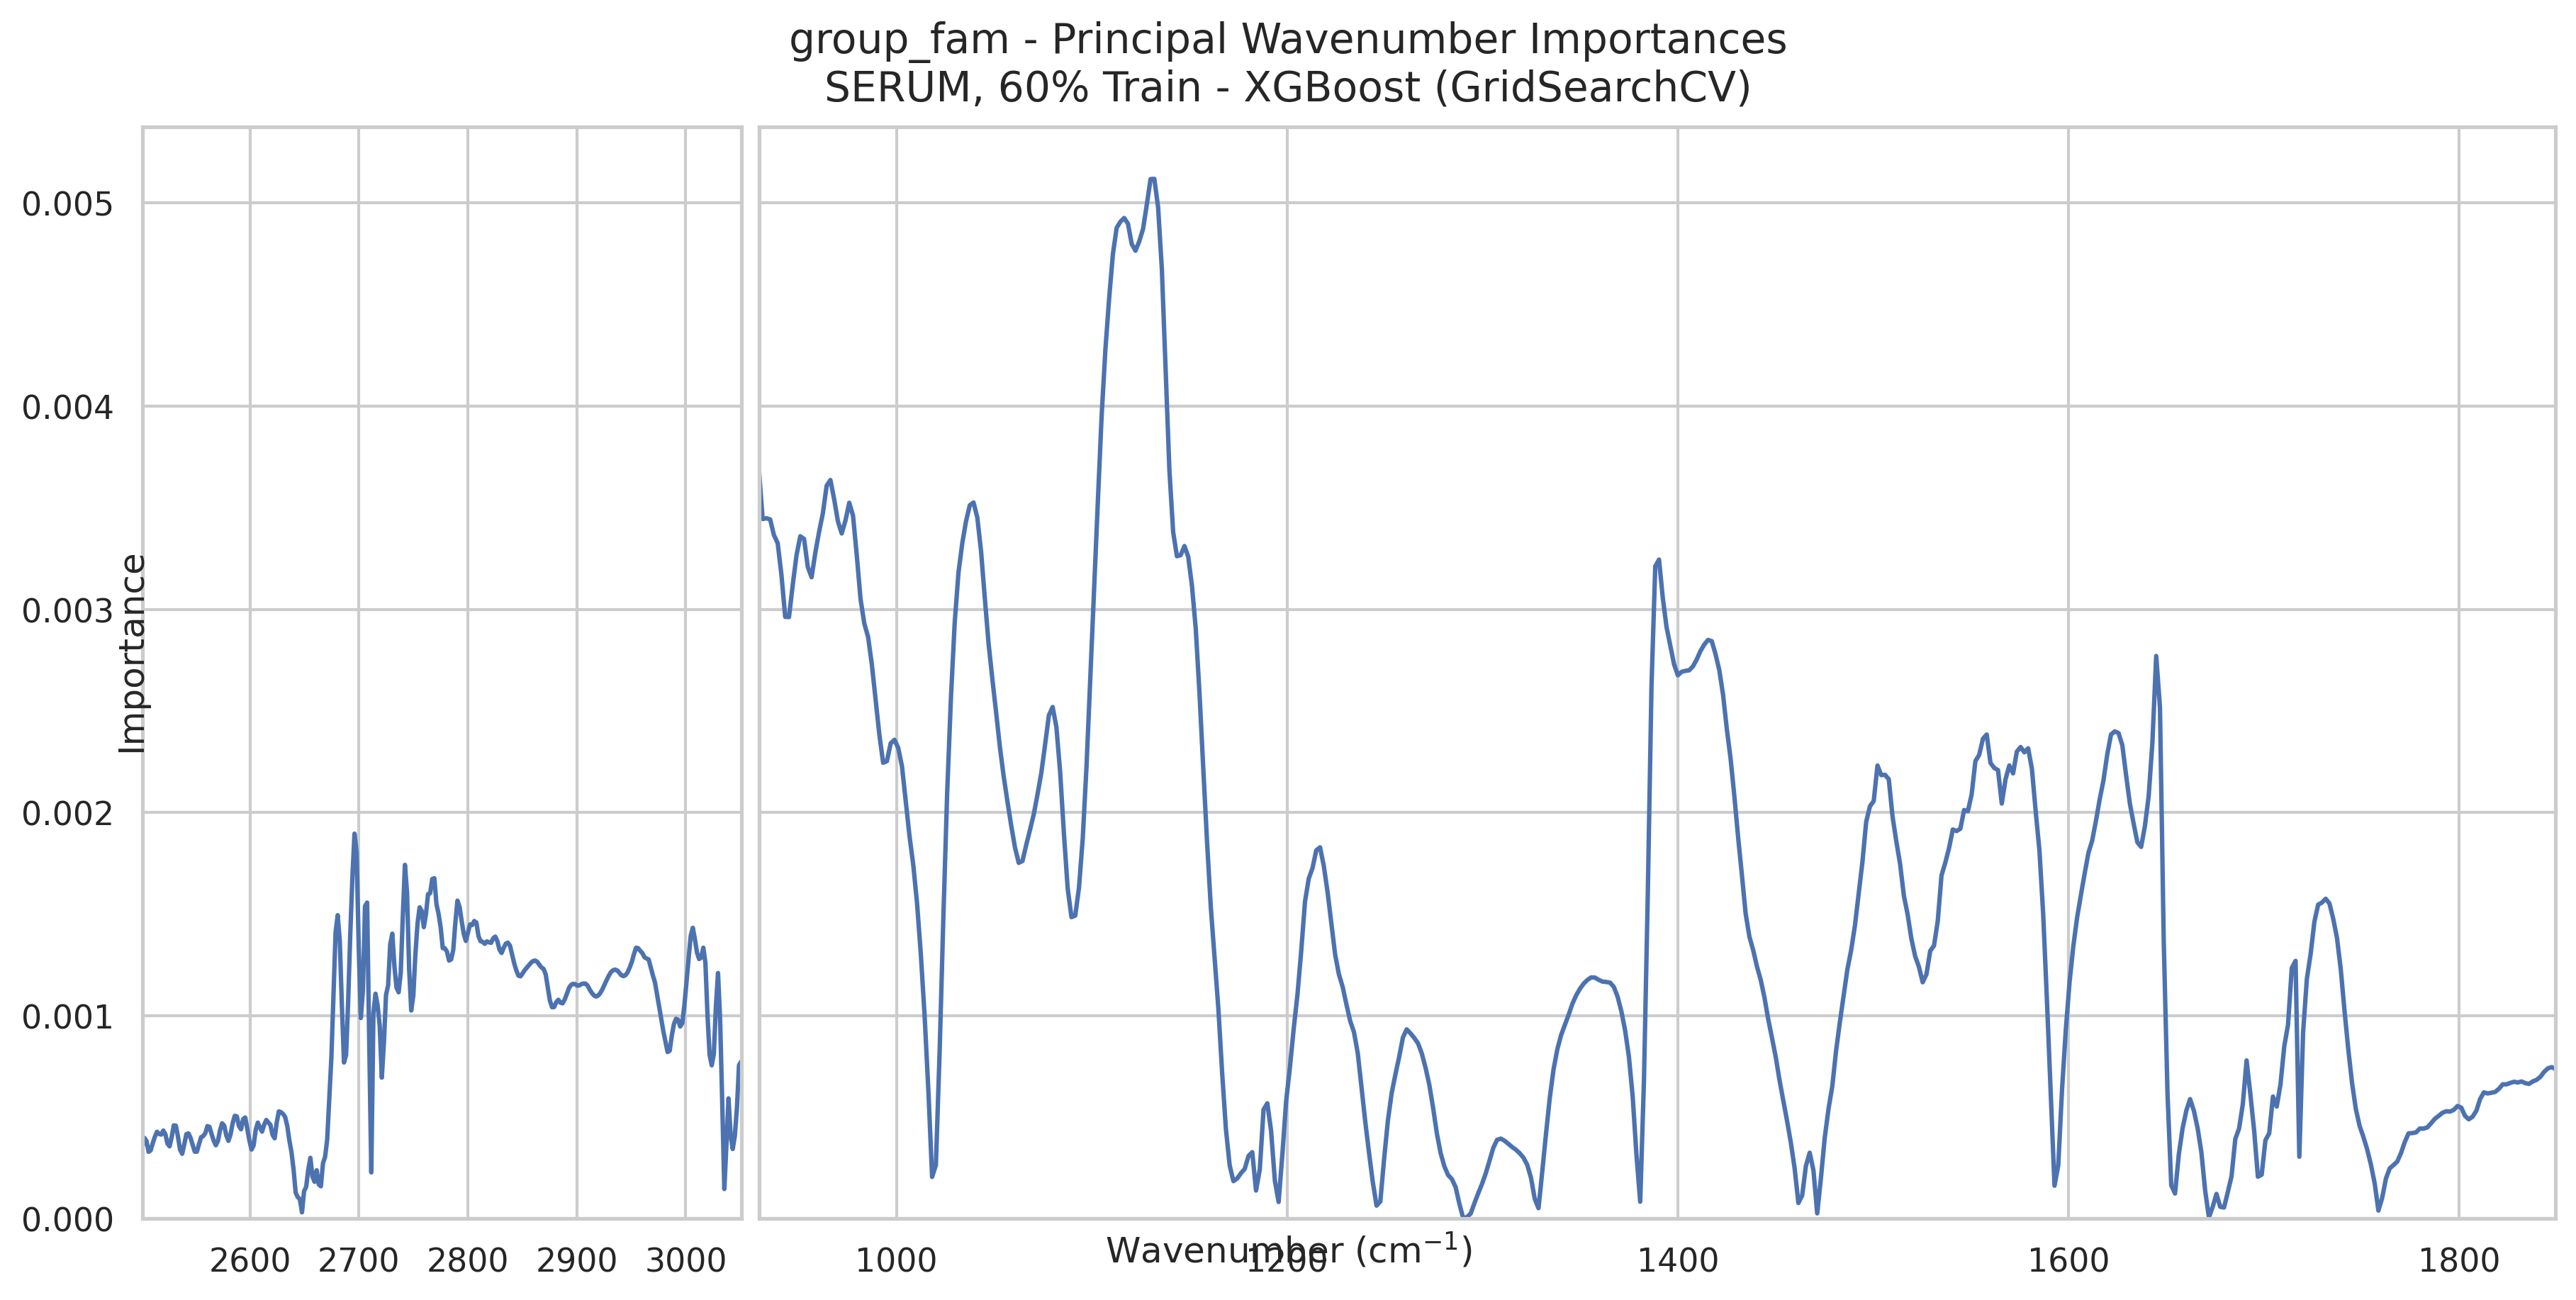 group_fam - Principal Wavenumber Importances
SERUM, 60% Train - XGBoost (GridSearchCV)
0.005
0.004
0.003
0.002
0.001
0.000
Importance
2600 2700 2800 2900 3000 1000 1200 1400 1600 1800
Wavenumber (cm⁻¹)